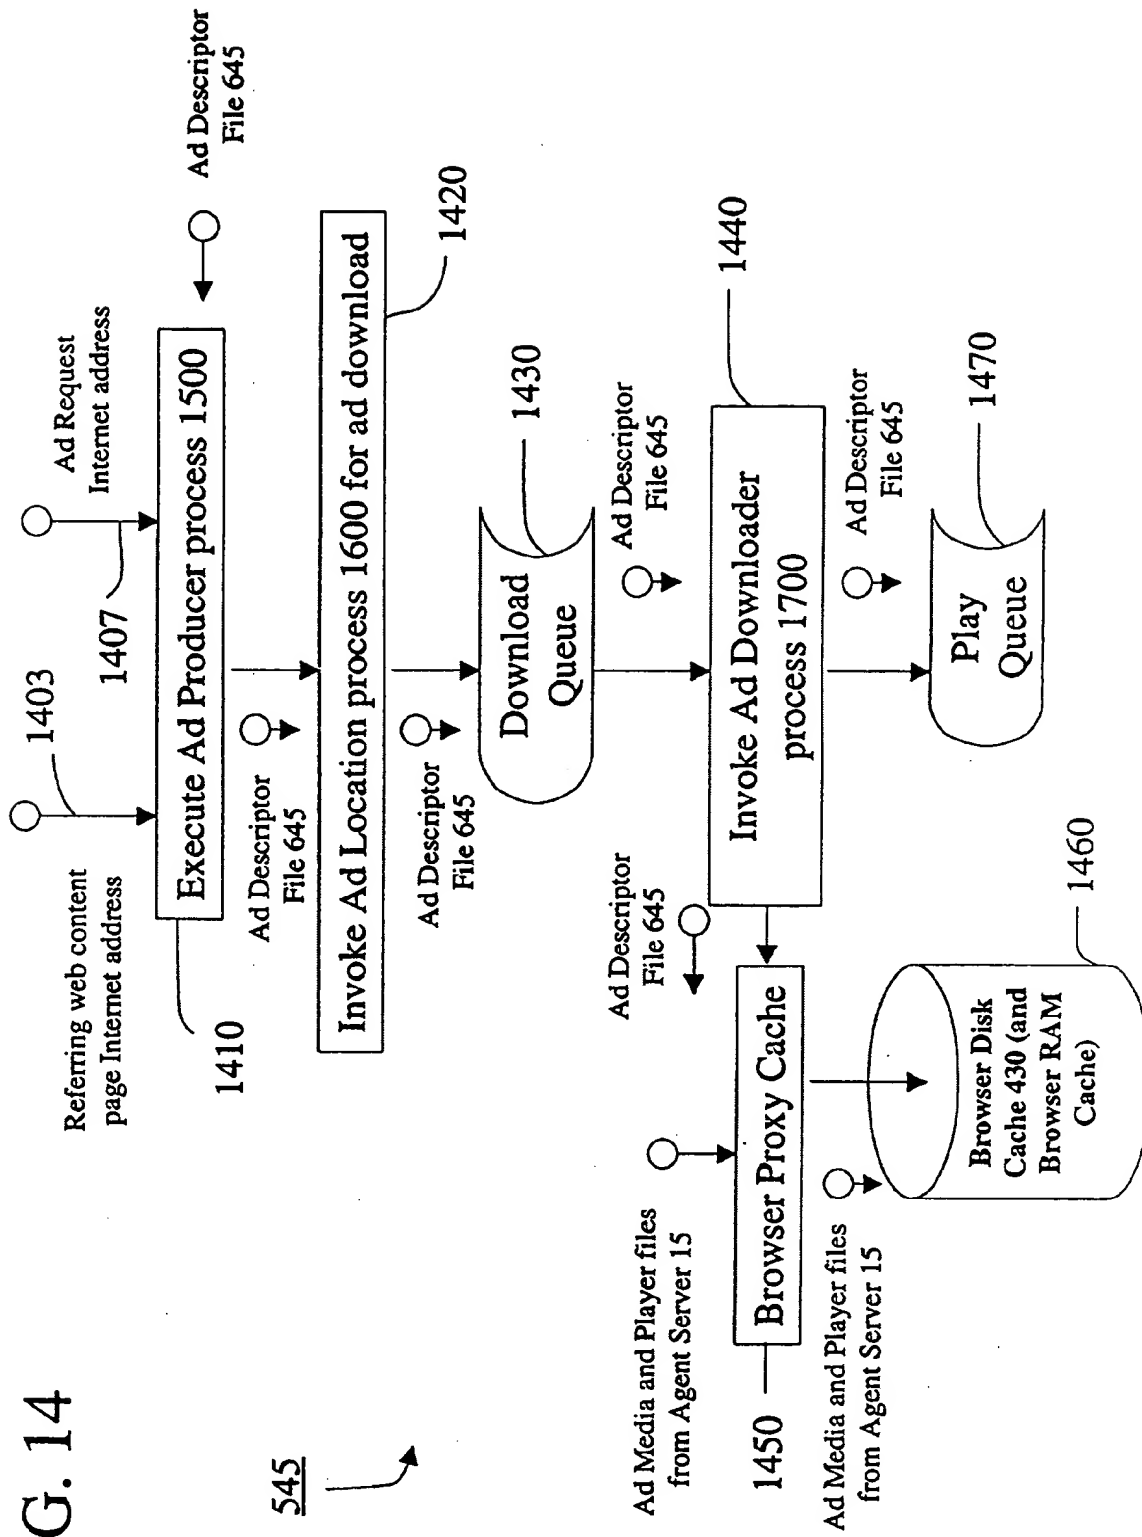 G. 14
545
Referring web content
page Internet address
1403
1407
Ad Request
Internet address
1410
Execute Ad Producer process 1500
Ad Descriptor
File 645
Ad Descriptor
File 645
Invoke Ad Location process 1600 for ad download
1420
Ad Descriptor
File 645
Download
Queue
1430
Ad Descriptor
File 645
Ad Descriptor
File 645
Invoke Ad Downloader
process 1700
1440
Ad Media and Player files
from Agent Server 15
1450
Browser Proxy Cache
Ad Descriptor
File 645
Ad Media and Player files
from Agent Server 15
Browser Disk
Cache 430 (and
Browser RAM
Cache)
1460
Play
Queue
1470